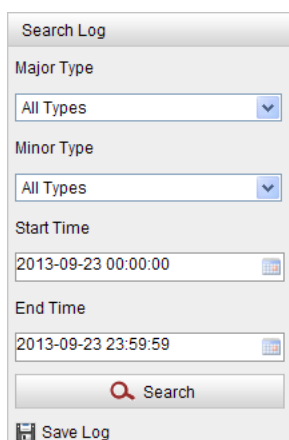 Search Log
Major Type
All Types
Minor Type
All Types
Start Time
2013-09-23 00:00:00
End Time
2013-09-23 23:59:59
Search
Save Log